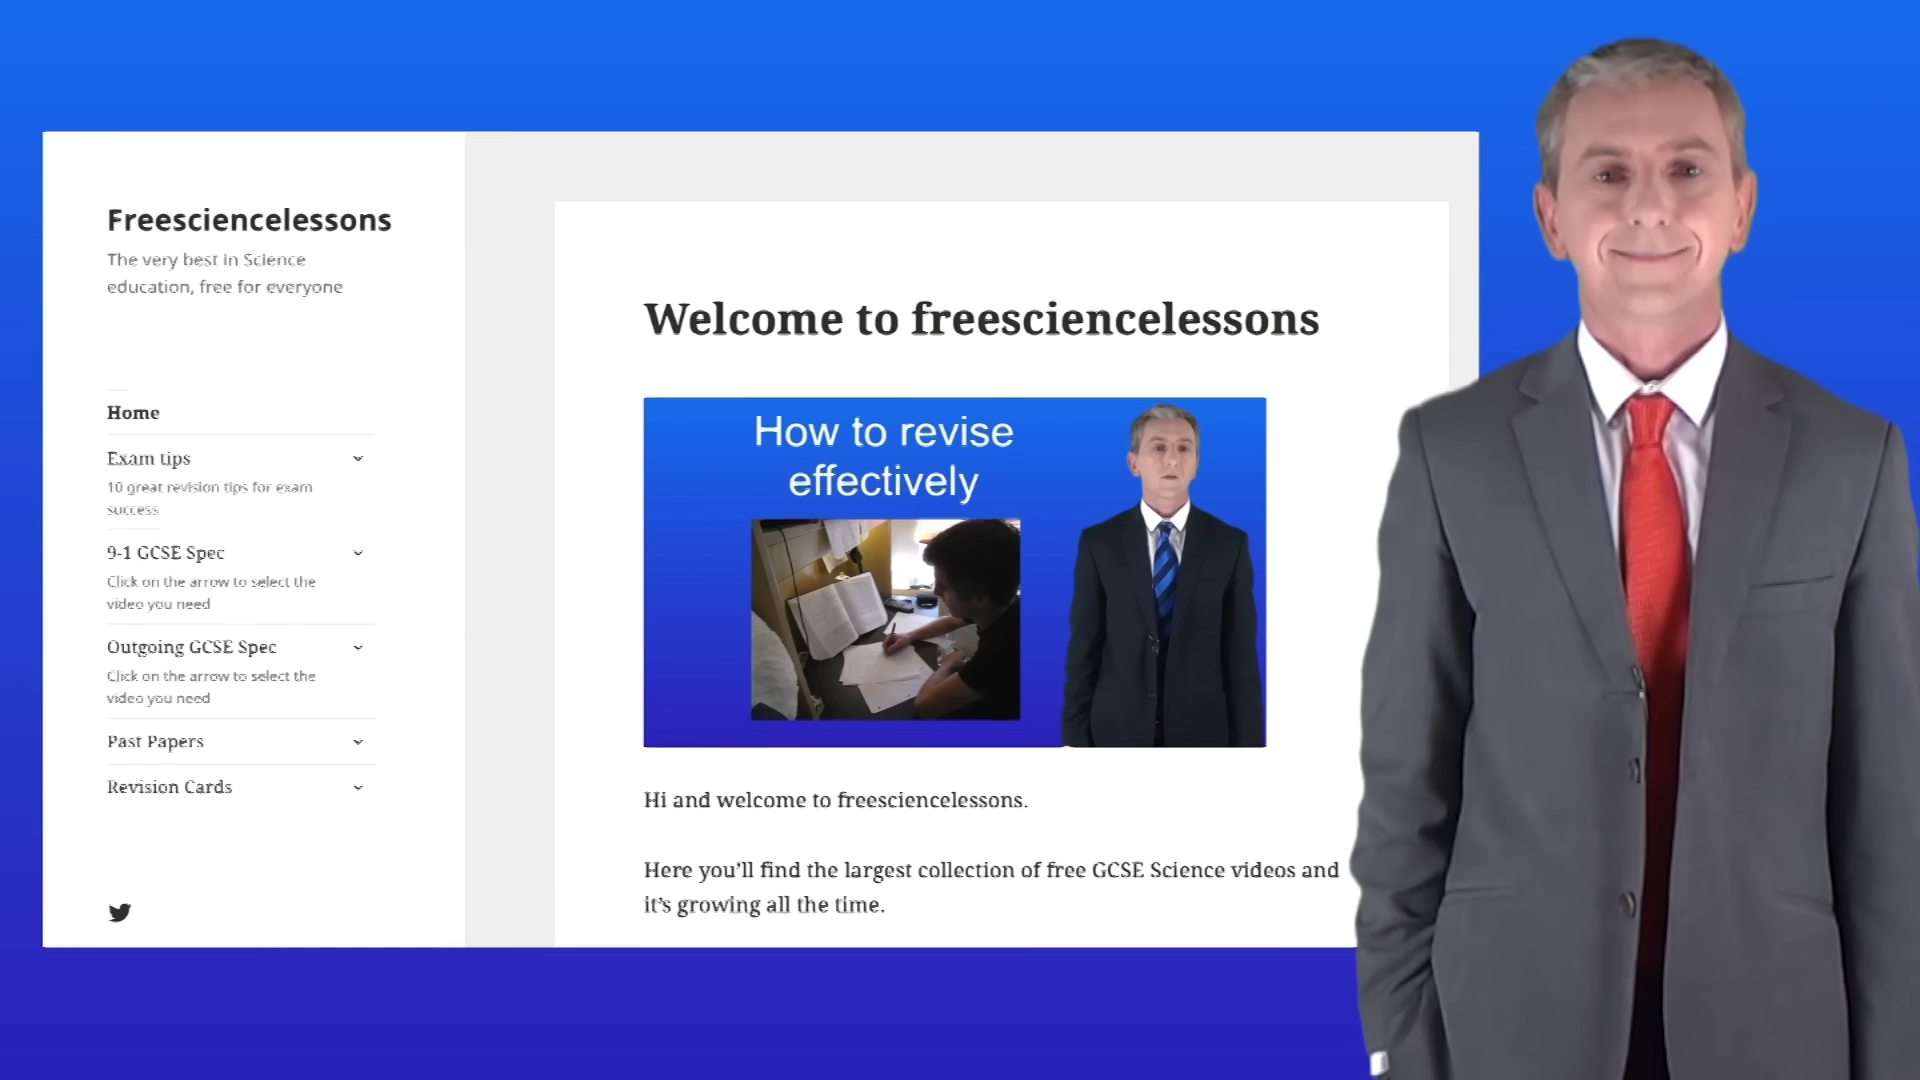 Freesciencelessons
The very best in Science
education, free for everyone
Home
Exam tips
10 great revision tips for exam
success
9-1 GCSE Spec
Click on the arrow to select the
video you need
Outgoing GCSE Spec
Click on the arrow to select the
video you need
Past Papers
Revision Cards
Welcome to freesciencelessons
How to revise
effectively
Hi and welcome to freesciencelessons.
Here you'll find the largest collection of free GCSE Science videos and
it's growing all the time.